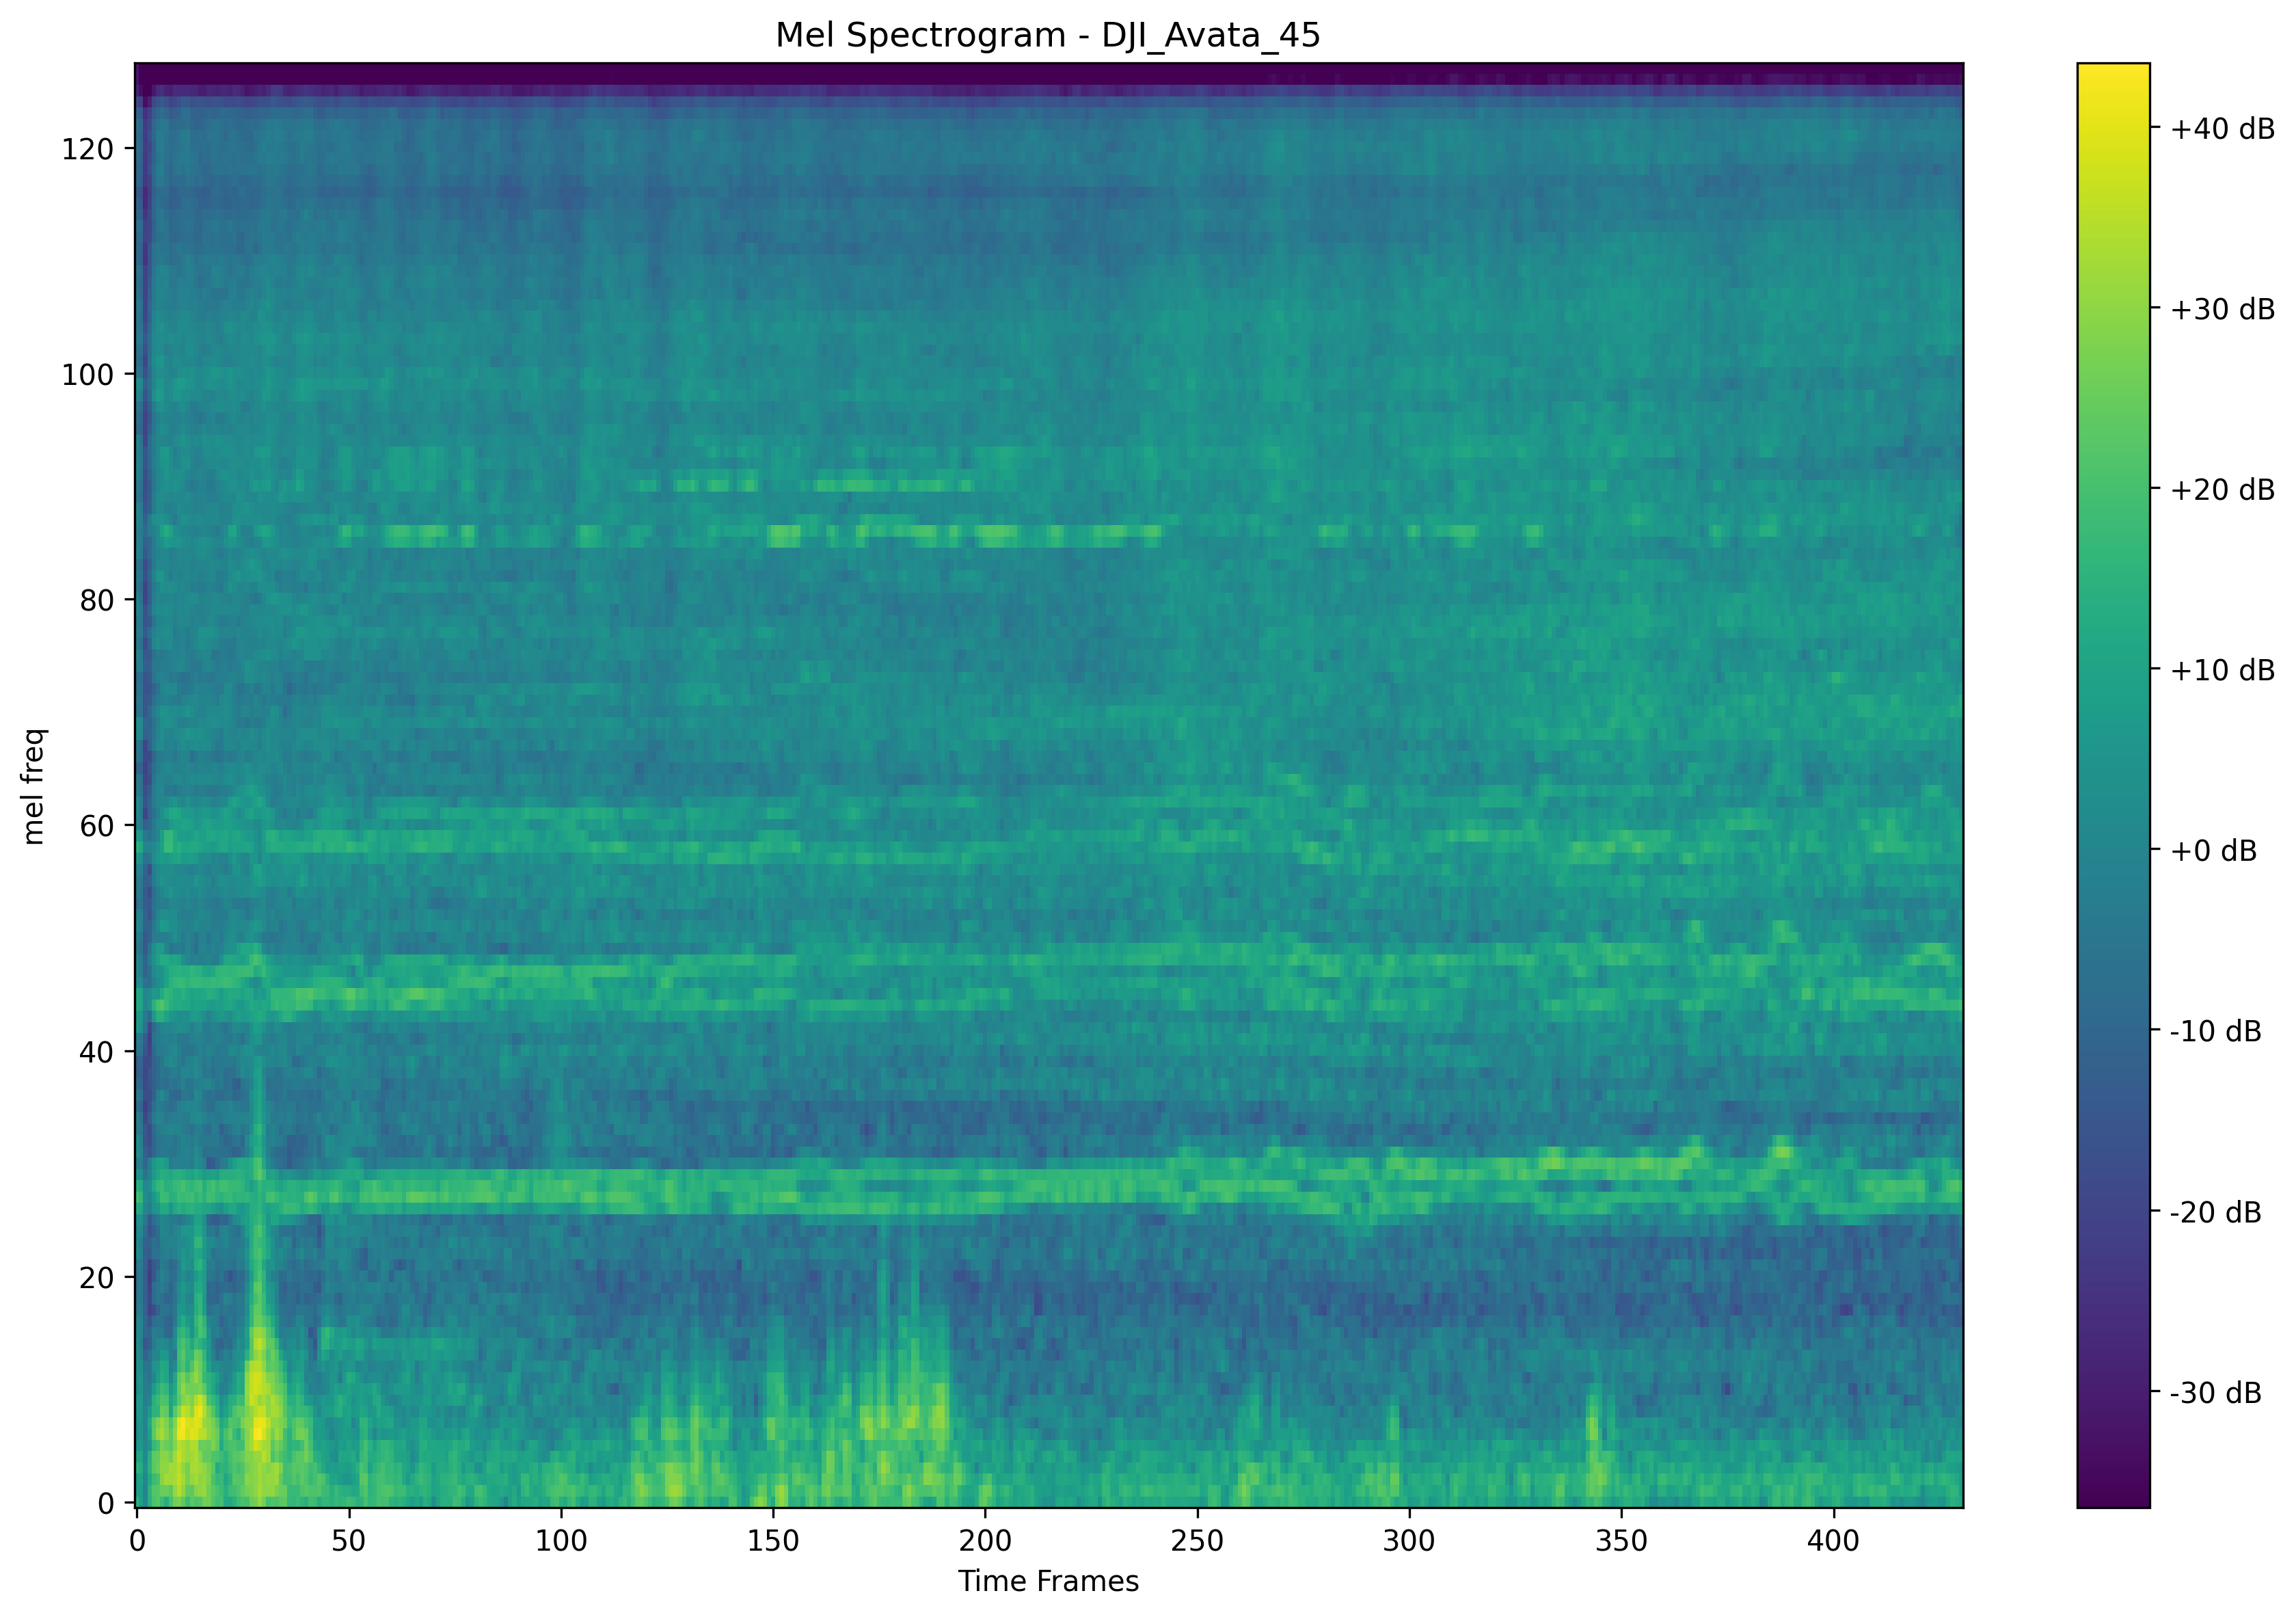 Mel Spectrogram - DJI_Avata_45
mel freq
120
100
80
60
40
20
0
0 50 100 150 200 250 300 350 400
Time Frames
+40 dB
+30 dB
+20 dB
+10 dB
+0 dB
-10 dB
-20 dB
-30 dB